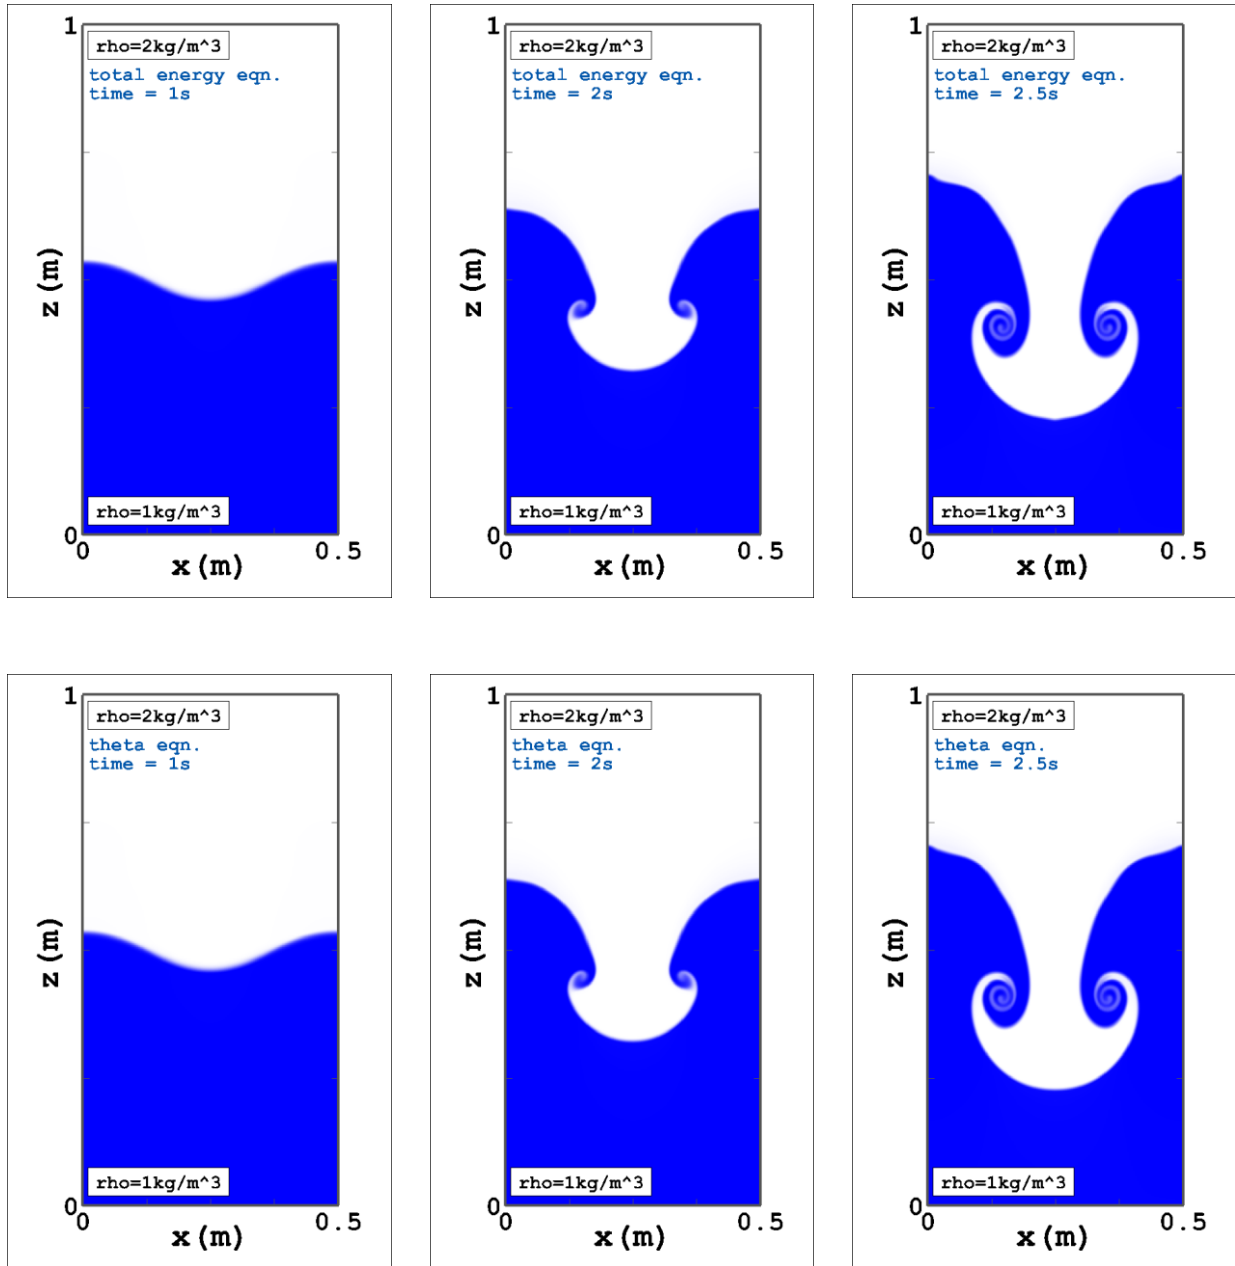 1
rho=2kg/m^3
total energy eqn.
time = 1s
z (m)
rho=1kg/m^3
0
0
0.5
x (m)
1
rho=2kg/m^3
total energy eqn.
time = 2s
z (m)
rho=1kg/m^3
0
0
0.5
x (m)
1
rho=2kg/m^3
total energy eqn.
time = 2.5s
z (m)
rho=1kg/m^3
0
0
0.5
x (m)
1
rho=2kg/m^3
theta eqn.
time = 1s
z (m)
rho=1kg/m^3
0
0
0.5
x (m)
1
rho=2kg/m^3
theta eqn.
time = 2s
z (m)
rho=1kg/m^3
0
0
0.5
x (m)
1
rho=2kg/m^3
theta eqn.
time = 2.5s
z (m)
rho=1kg/m^3
0
0
0.5
x (m)